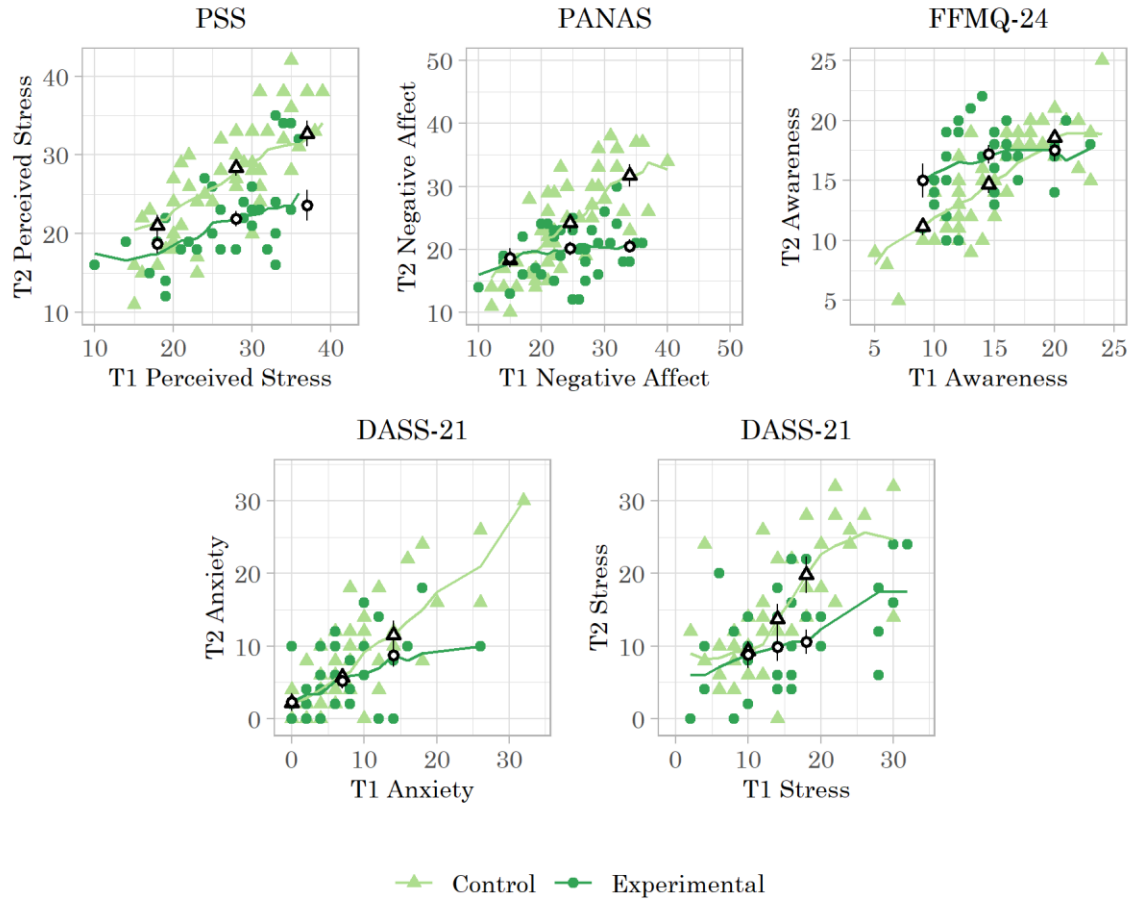 PSS
PANAS
FFMQ-24
T2 Perceived Stress
40
30
20
10
10 20 30 40
T1 Perceived Stress
T2 Negative Affect
50
40
30
20
10
10 20 30 40 50
T1 Negative Affect
T2 Awareness
25
20
15
10
5
5 10 15 20 25
T1 Awareness
DASS-21
DASS-21
T2 Anxiety
30
20
10
0
0 10 20 30
T1 Anxiety
T2 Stress
30
20
10
0
0 10 20 30
T1 Stress
Control Experimental